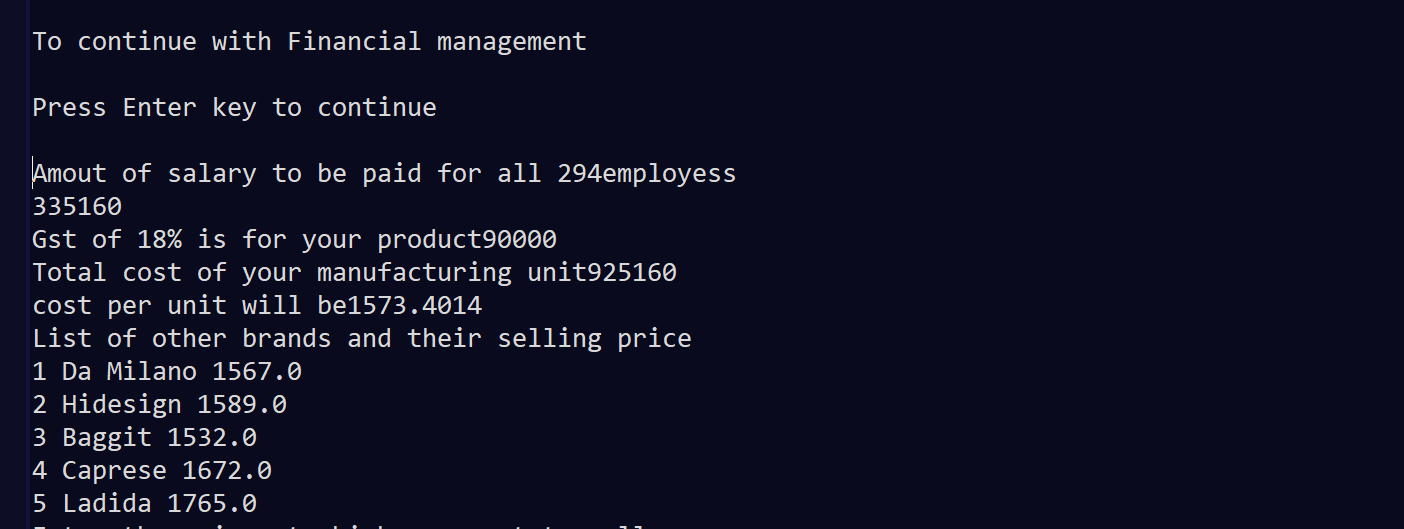 To continue with Financial management
Press Enter key to continue
Amout of salary to be paid for all 294employess
335160
Gst of 18% is for your product90000
Total cost of your manufacturing unit925160
cost per unit will be1573.4014
List of other brands and their selling price
1 Da Milano 1567.0
2 Hidesign 1589.0
3 Baggit 1532.0
4 Caprese 1672.0
5 Ladida 1765.0